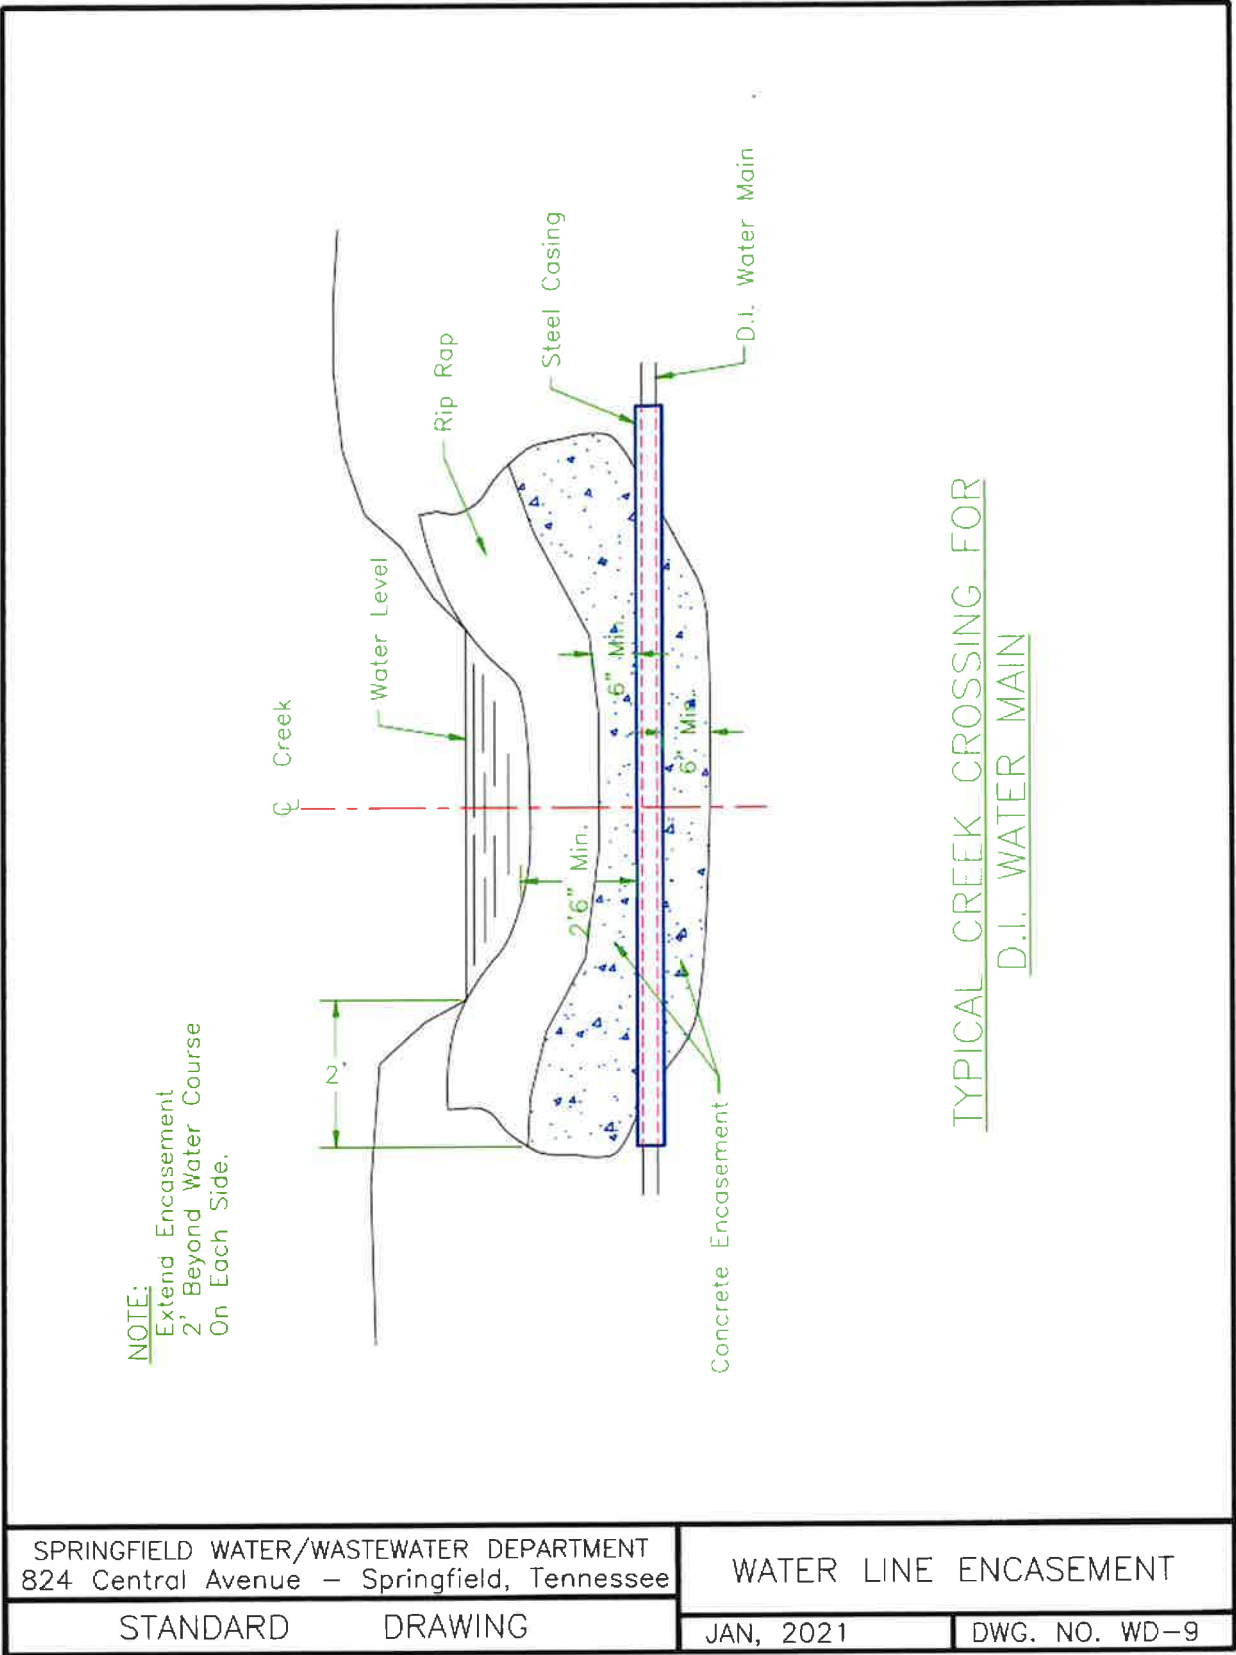 NOTE:
Extend Encasement
2' Beyond Water Course
On Each Side.
℄ Creek
Water Level
Rip Rap
Steel Casing
D.I. Water Main
2'
2'6" Min.
6" Min.
6" Min.
Concrete Encasement
TYPICAL CREEK CROSSING FOR
D.I. WATER MAIN
SPRINGFIELD WATER/WASTEWATER DEPARTMENT
824 Central Avenue – Springfield, Tennessee
STANDARD DRAWING
WATER LINE ENCASEMENT
JAN, 2021
DWG. NO. WD-9